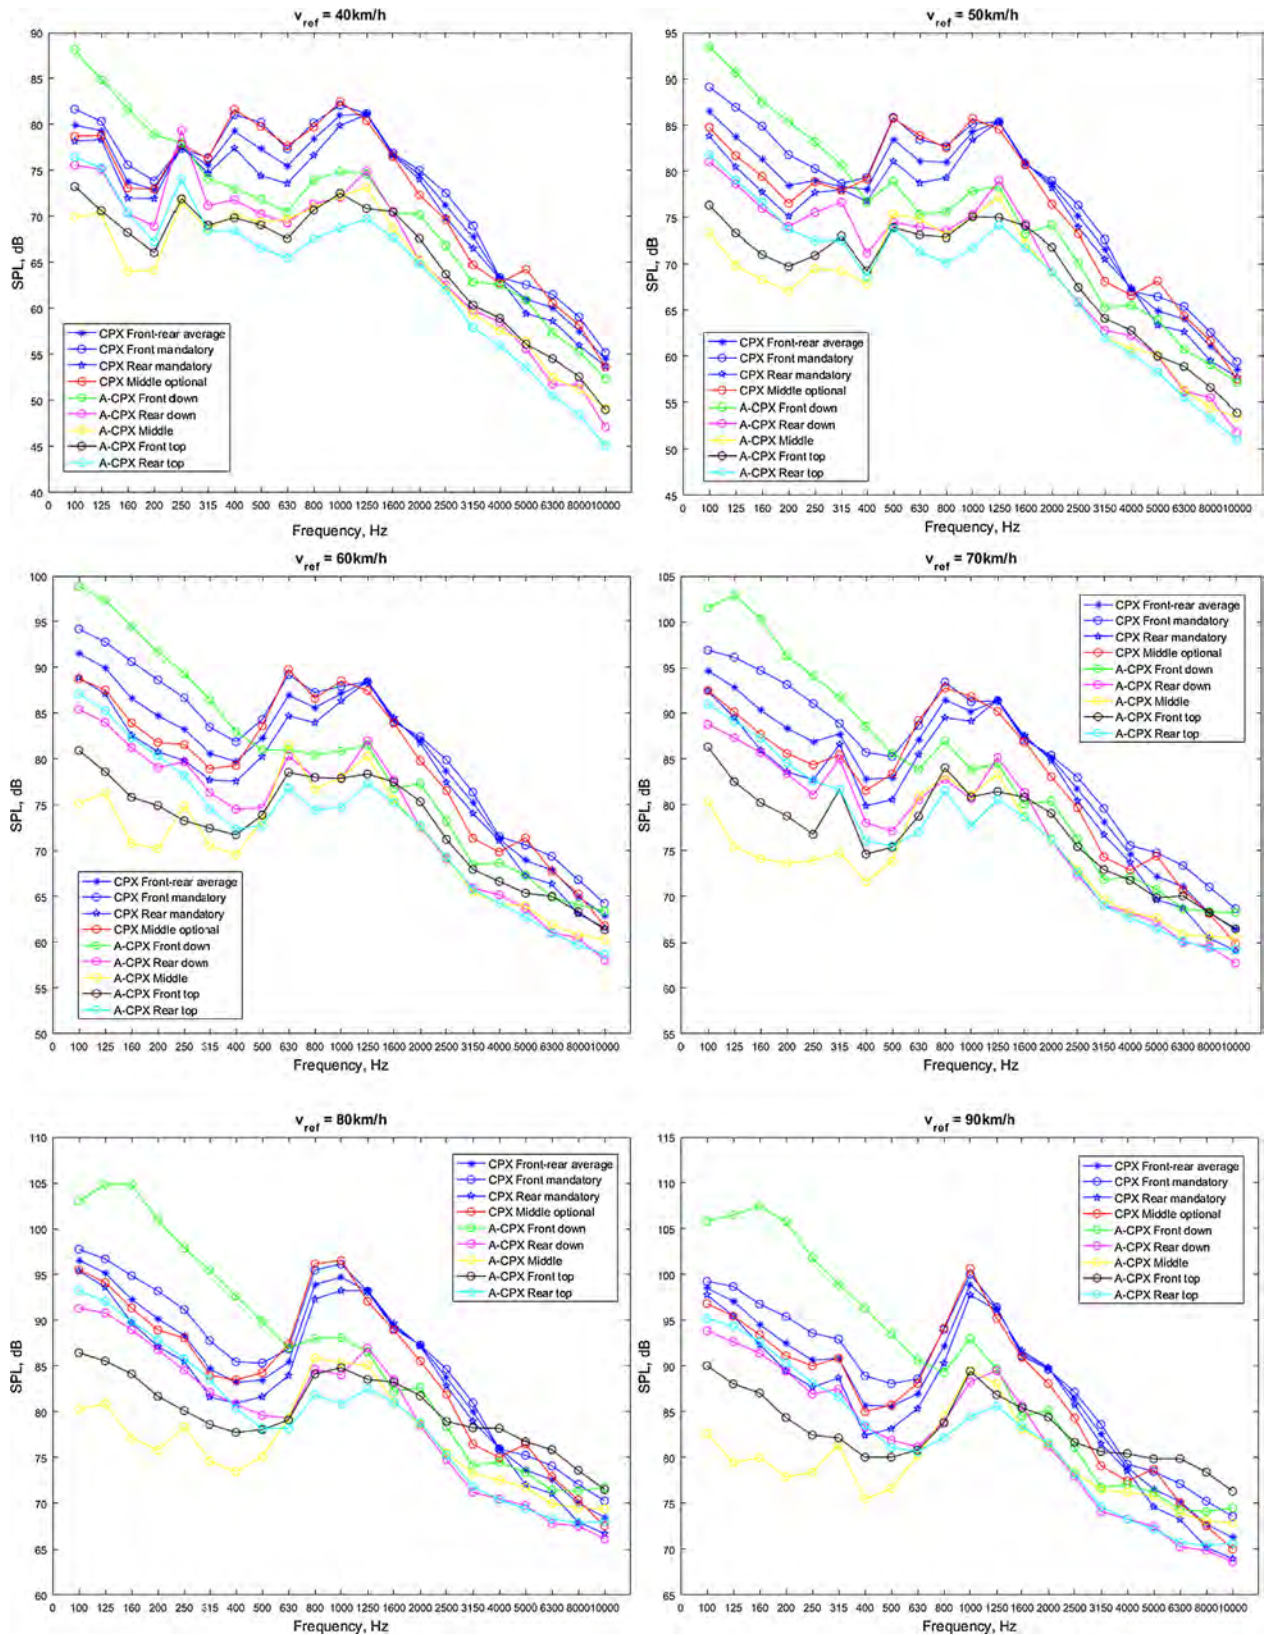 v_ref = 40km/h
90
85
80
75
70
65
60
55
50
45
40
SPL, dB
CPX Front-rear average
CPX Front mandatory
CPX Rear mandatory
CPX Middle optional
A-CPX Front down
A-CPX Rear down
A-CPX Middle
A-CPX Front top
A-CPX Rear top
0 100 125 160 200 250 315 400 500 630 800 1000 1250 1600 2000 2500 3150 4000 5000 6300 8000 10000
Frequency, Hz
v_ref = 50km/h
95
90
85
80
75
70
65
60
55
50
45
SPL, dB
CPX Front-rear average
CPX Front mandatory
CPX Rear mandatory
CPX Middle optional
A-CPX Front down
A-CPX Rear down
A-CPX Middle
A-CPX Front top
A-CPX Rear top
0 100 125 160 200 250 315 400 500 630 800 1000 1250 1600 2000 2500 3150 4000 5000 6300 8000 10000
Frequency, Hz
v_ref = 60km/h
100
95
90
85
80
75
70
65
60
55
50
SPL, dB
CPX Front-rear average
CPX Front mandatory
CPX Rear mandatory
CPX Middle optional
A-CPX Front down
A-CPX Rear down
A-CPX Middle
A-CPX Front top
A-CPX Rear top
0 100 125 160 200 250 315 400 500 630 800 1000 1250 1600 2000 2500 3150 4000 5000 6300 8000 10000
Frequency, Hz
v_ref = 70km/h
105
100
95
90
85
80
75
70
65
60
55
SPL, dB
CPX Front-rear average
CPX Front mandatory
CPX Rear mandatory
CPX Middle optional
A-CPX Front down
A-CPX Rear down
A-CPX Middle
A-CPX Front top
A-CPX Rear top
0 100 125 160 200 250 315 400 500 630 800 1000 1250 1600 2000 2500 3150 4000 5000 6300 8000 10000
Frequency, Hz
v_ref = 80km/h
110
105
100
95
90
85
80
75
70
65
60
SPL, dB
CPX Front-rear average
CPX Front mandatory
CPX Rear mandatory
CPX Middle optional
A-CPX Front down
A-CPX Rear down
A-CPX Middle
A-CPX Front top
A-CPX Rear top
0 100 125 160 200 250 315 400 500 630 800 1000 1250 1600 2000 2500 3150 4000 5000 6300 8000 10000
Frequency, Hz
v_ref = 90km/h
115
110
105
100
95
90
85
80
75
70
65
SPL, dB
CPX Front-rear average
CPX Front mandatory
CPX Rear mandatory
CPX Middle optional
A-CPX Front down
A-CPX Rear down
A-CPX Middle
A-CPX Front top
A-CPX Rear top
0 100 125 160 200 250 315 400 500 630 800 1000 1250 1600 2000 2500 3150 4000 5000 6300 8000 10000
Frequency, Hz